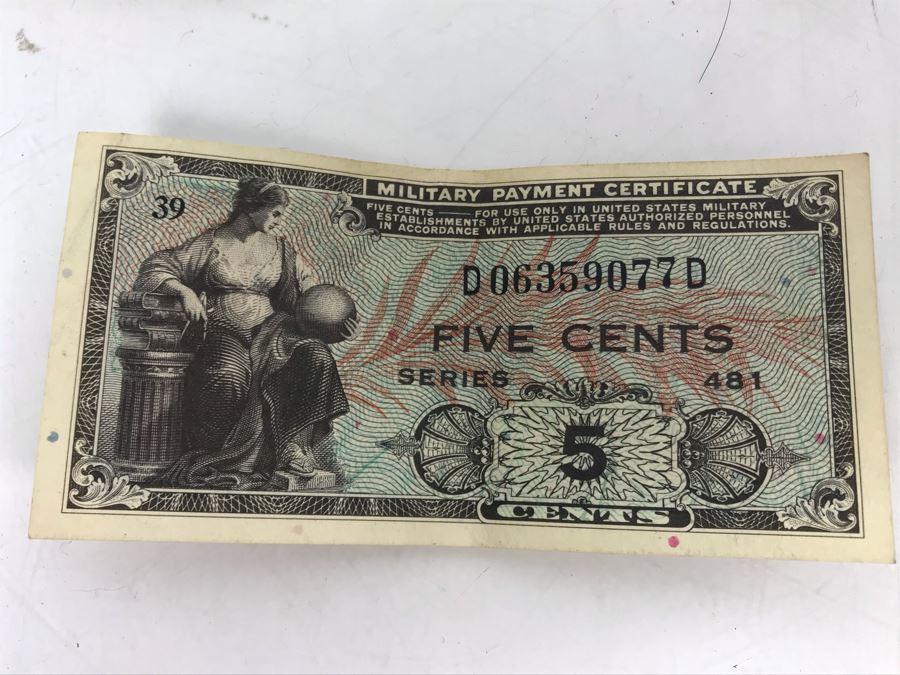 MILITARY PAYMENT CERTIFICATE
39
FIVE CENTS — FOR USE ONLY IN UNITED STATES MILITARY
ESTABLISHMENTS BY UNITED STATES AUTHORIZED PERSONNEL
IN ACCORDANCE WITH APPLICABLE RULES AND REGULATIONS.
D06359077D
FIVE CENTS
SERIES 481
5
CENTS